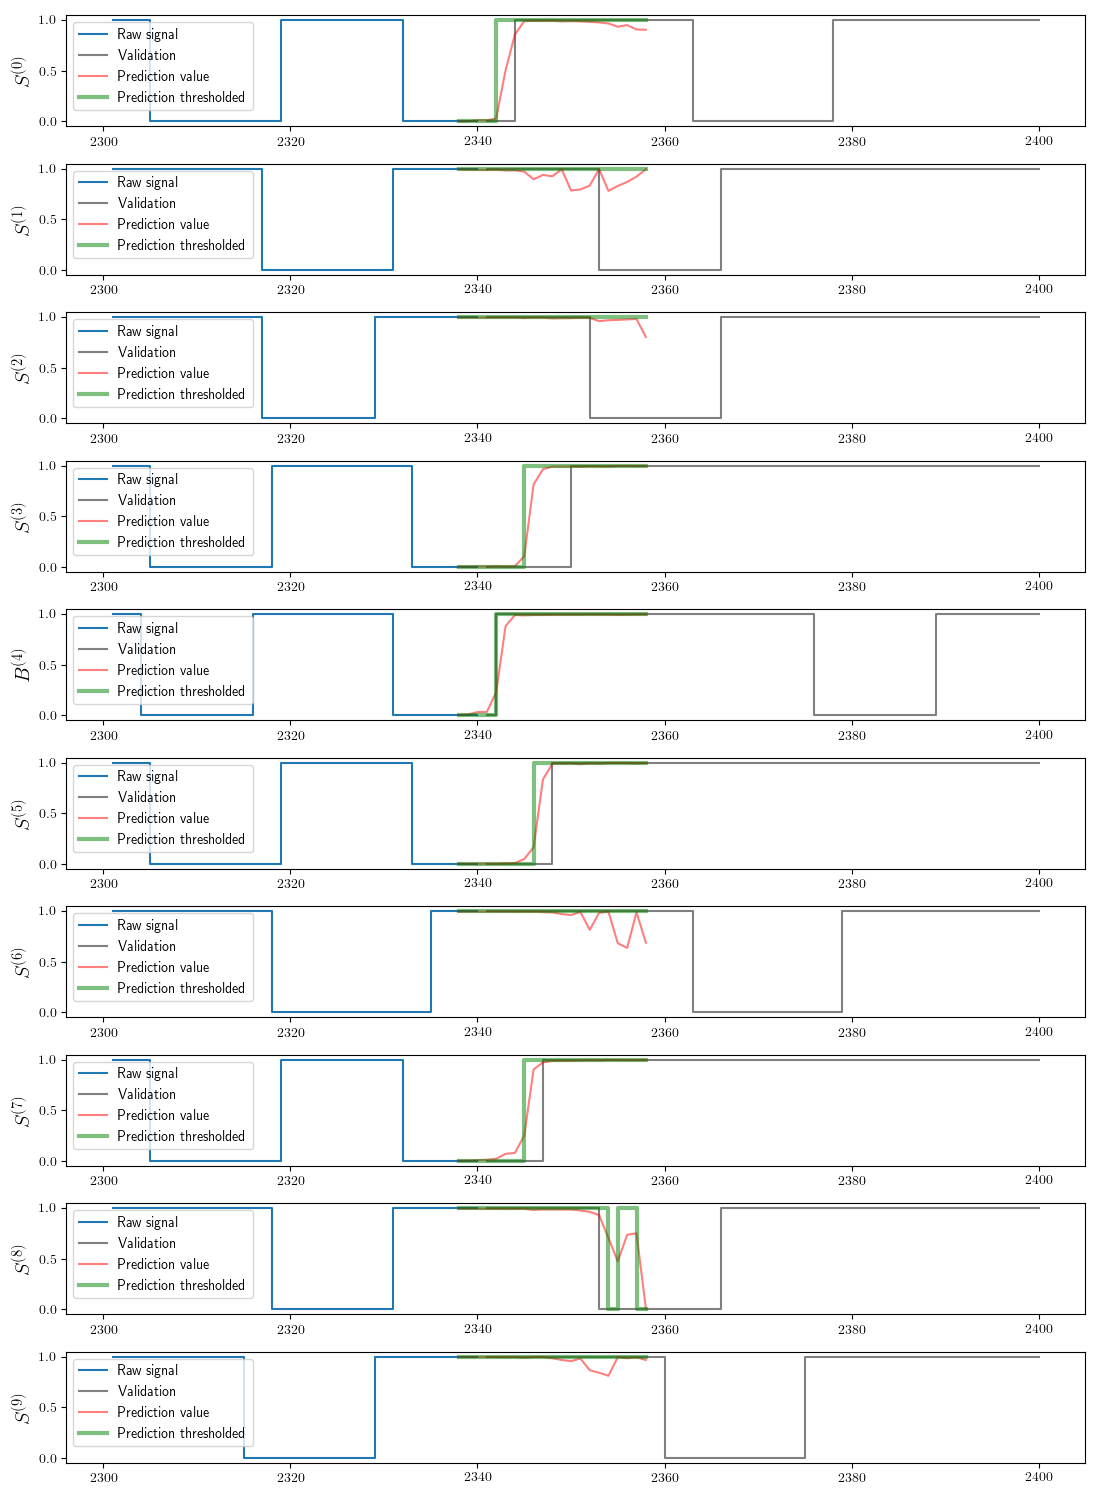 1.0
0.5
0.0
S(0)
Raw signal
Validation
Prediction value
Prediction thresholded
2300 2320 2340 2360 2380 2400
1.0
0.5
0.0
S(1)
Raw signal
Validation
Prediction value
Prediction thresholded
2300 2320 2340 2360 2380 2400
1.0
0.5
0.0
S(2)
Raw signal
Validation
Prediction value
Prediction thresholded
2300 2320 2340 2360 2380 2400
1.0
0.5
0.0
S(3)
Raw signal
Validation
Prediction value
Prediction thresholded
2300 2320 2340 2360 2380 2400
1.0
0.5
0.0
B(4)
Raw signal
Validation
Prediction value
Prediction thresholded
2300 2320 2340 2360 2380 2400
1.0
0.5
0.0
S(5)
Raw signal
Validation
Prediction value
Prediction thresholded
2300 2320 2340 2360 2380 2400
1.0
0.5
0.0
S(6)
Raw signal
Validation
Prediction value
Prediction thresholded
2300 2320 2340 2360 2380 2400
1.0
0.5
0.0
S(7)
Raw signal
Validation
Prediction value
Prediction thresholded
2300 2320 2340 2360 2380 2400
1.0
0.5
0.0
S(8)
Raw signal
Validation
Prediction value
Prediction thresholded
2300 2320 2340 2360 2380 2400
1.0
0.5
0.0
S(9)
Raw signal
Validation
Prediction value
Prediction thresholded
2300 2320 2340 2360 2380 2400